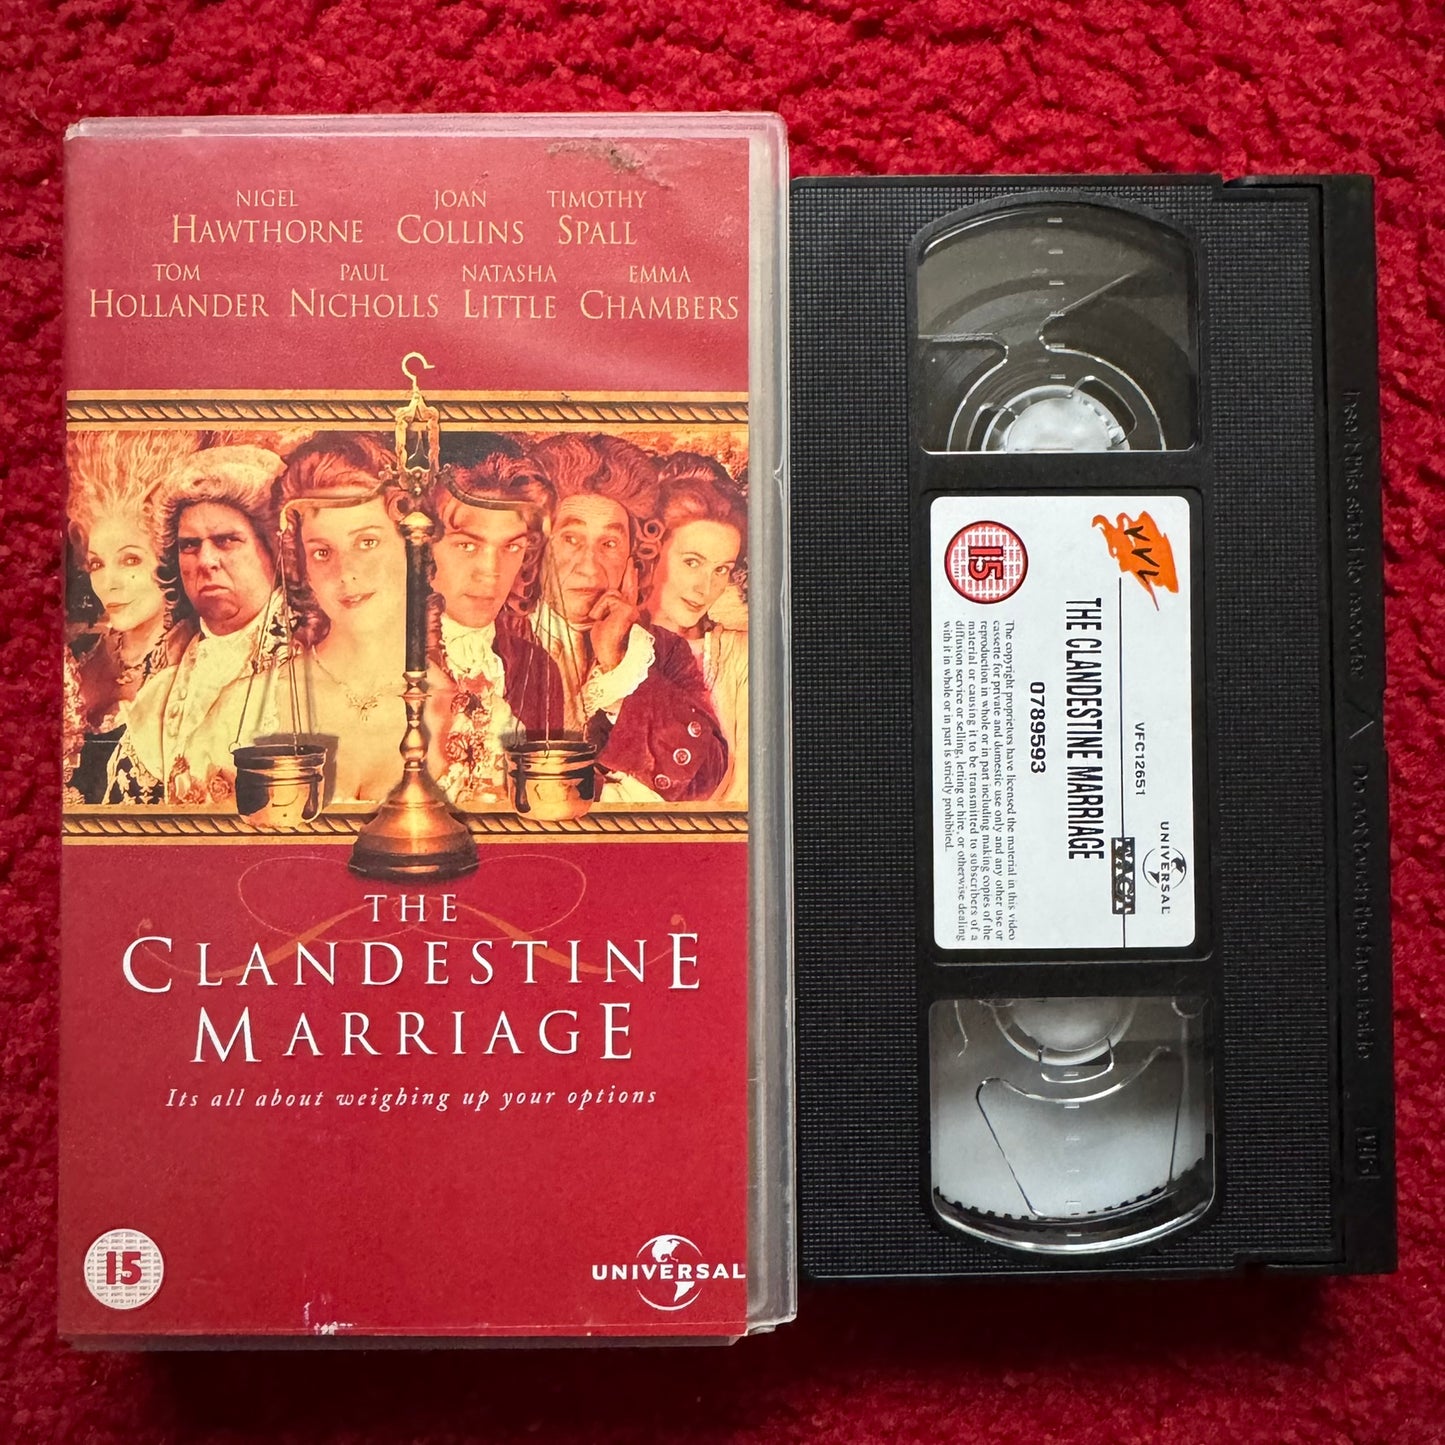 NIGEL JOAN TIMOTHY
HAWTHORNE COLLINS SPALL
TOM PAUL NATASHA EMMA
HOLLANDER NICHOLLS LITTLE CHAMBERS
THE
CLANDESTINE
MARRIAGE
Its all about weighing up your options
15
UNIVERSAL
VVL
15
VFC12651
UNIVERSAL
FACT
THE CLANDESTINE MARRIAGE
0789593
The copyright proprietors have licensed the material in this video
cassette for private and domestic use only and any other use or
reproduction in whole or in part including making copies of the
material or causing it to be transmitted to subscribers of a
diffusion service or selling, letting or hire, or otherwise dealing
with it in whole or in part is strictly prohibited.